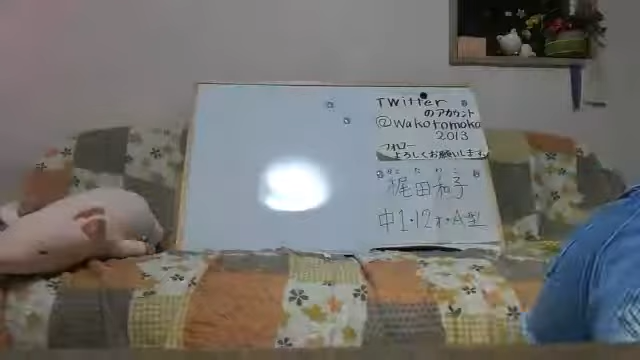 Twitter
のアカウント
@wakotomoko
2013
フォロー
よろしくお願いします
梶田和子
中1・12才・A型